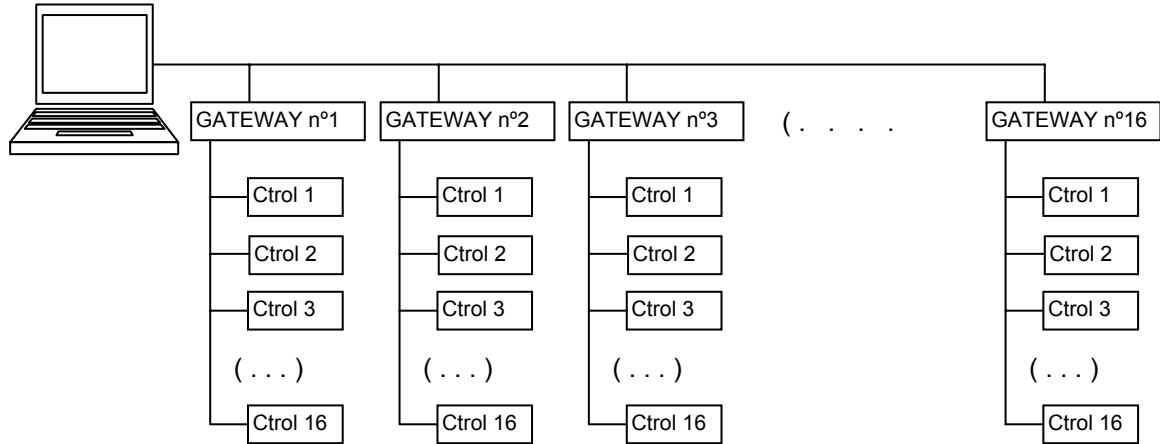 GATEWAY nº1 GATEWAY nº2 GATEWAY nº3 (. . . . GATEWAY nº16
Ctrol 1 Ctrol 1 Ctrol 1 Ctrol 1
Ctrol 2 Ctrol 2 Ctrol 2 Ctrol 2
Ctrol 3 Ctrol 3 Ctrol 3 Ctrol 3
(...) (...) (...) (...)
Ctrol 16 Ctrol 16 Ctrol 16 Ctrol 16